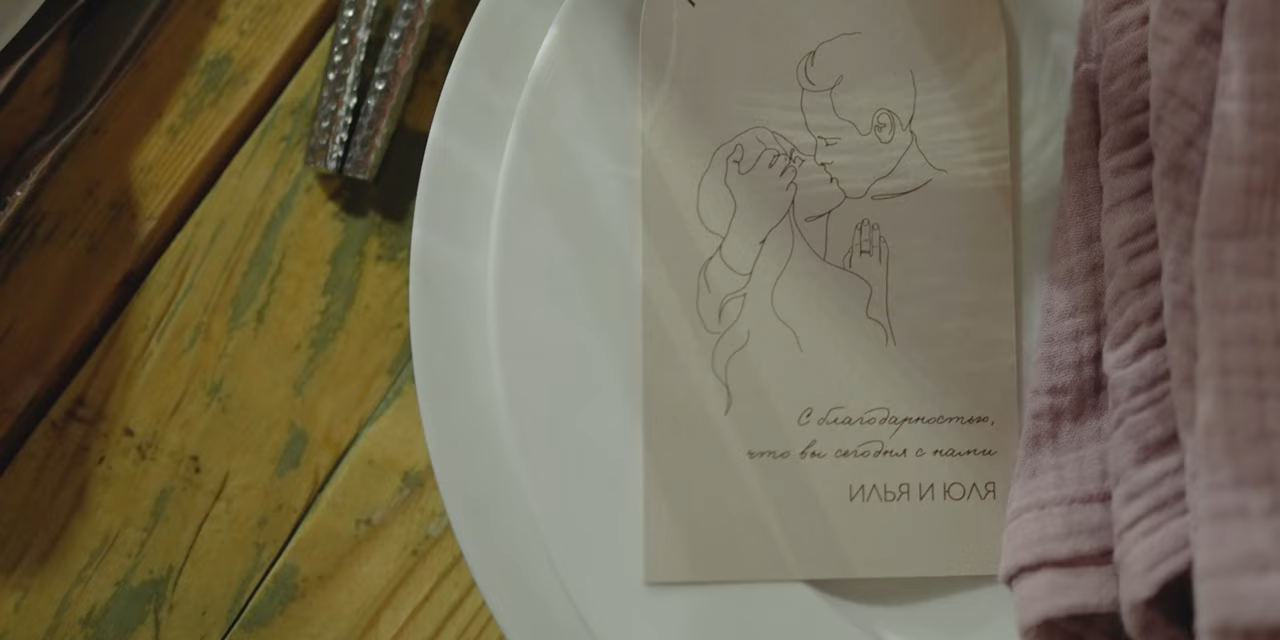 С благодарностью,
что вы сегодня с нами
ИЛЬЯ И ЮЛЯ